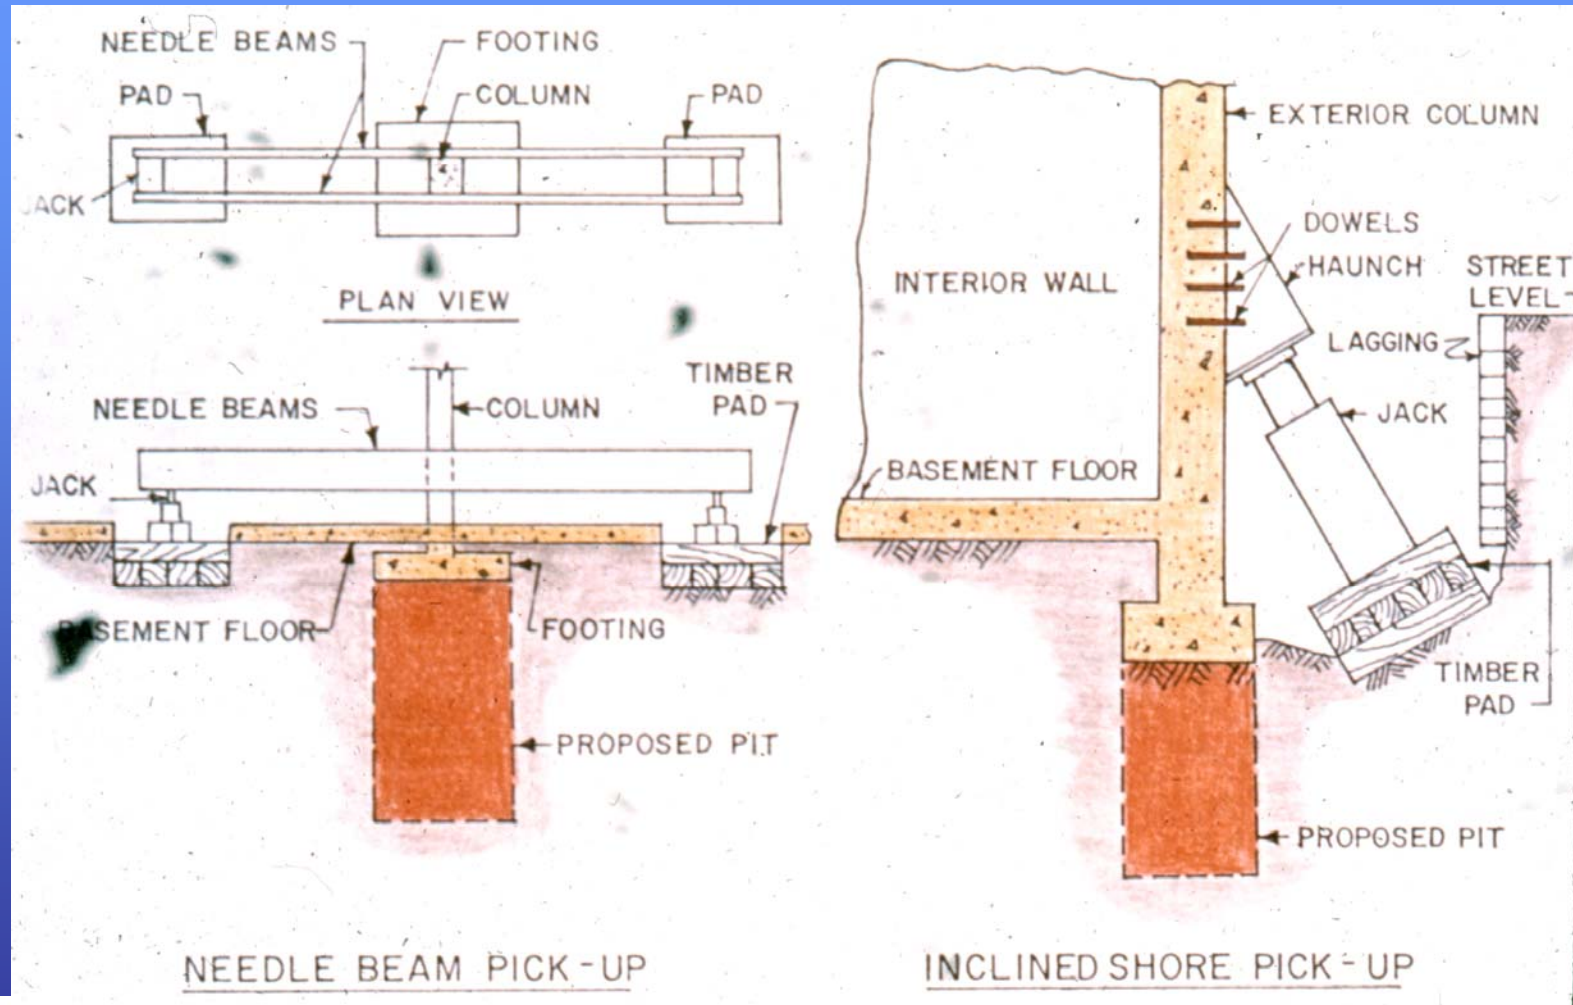 NEEDLE BEAMS
FOOTING
PAD
COLUMN
PAD
JACK
PLAN VIEW
TIMBER
PAD
NEEDLE BEAMS
COLUMN
JACK
BASEMENT FLOOR
FOOTING
PROPOSED PIT
NEEDLE BEAM PICK-UP
EXTERIOR COLUMN
DOWELS
INTERIOR WALL
HAUNCH
STREET
LEVEL
LAGGING
JACK
BASEMENT FLOOR
TIMBER
PAD
PROPOSED PIT
INCLINED SHORE PICK-UP